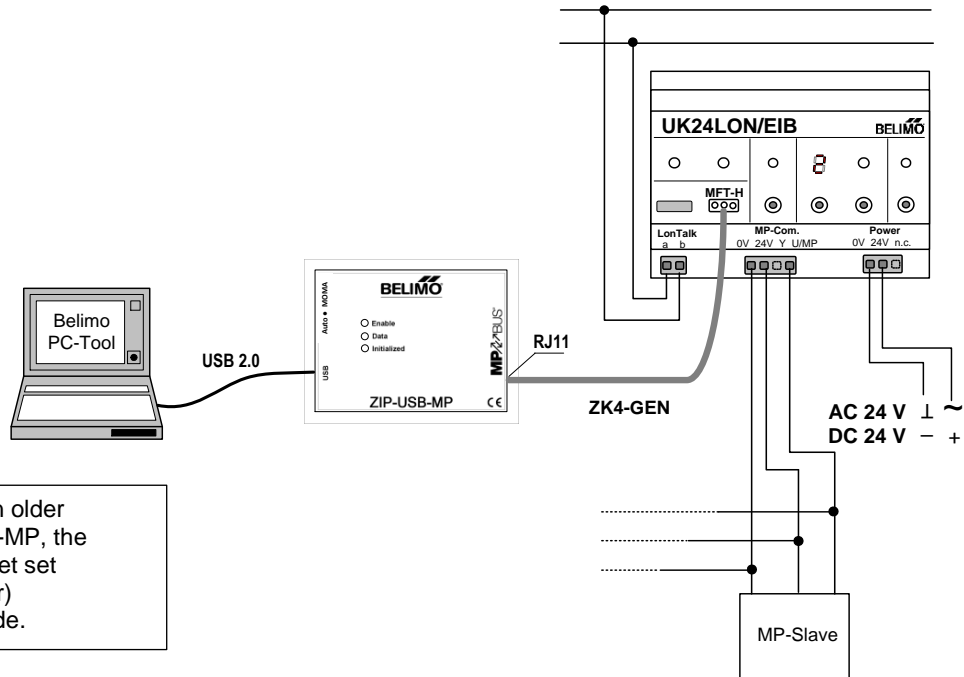 UK24LON/EIB
BELIMO
2
MFT-H
LonTalk
a b
MP-Com.
0V 24V Y U/MP
Power
0V 24V n.c.
Belimo
PC-Tool
USB 2.0
Auto • MOMA
USB
BELIMO
Enable
Data
Initialized
MP BUS
ZIP-USB-MP
CE
RJ11
ZK4-GEN
AC 24 V ⊥ ~
DC 24 V – +
n older
-MP, the
et set
r)
de.
MP-Slave